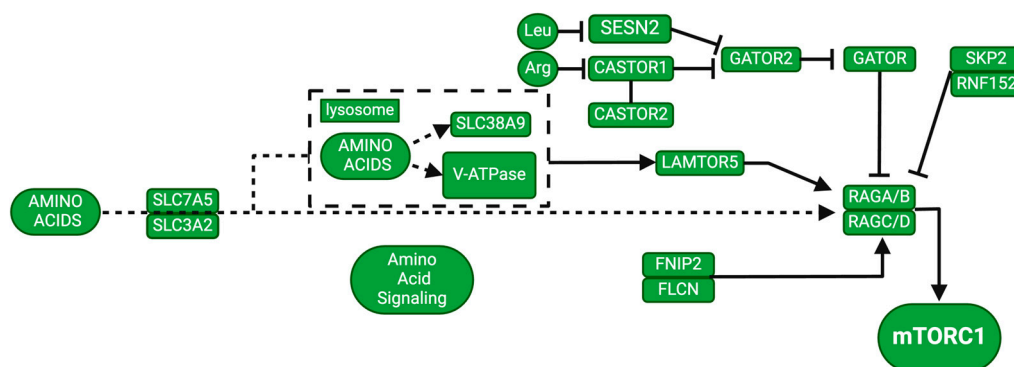 Leu
SESN2
GATOR2
GATOR
SKP2
RNF152
Arg
CASTOR1
CASTOR2
lysosome
SLC38A9
AMINO
ACIDS
V-ATPase
LAMTOR5
AMINO
ACIDS
SLC7A5
SLC3A2
RAGA/B
RAGC/D
Amino
Acid
Signaling
FNIP2
FLCN
mTORC1